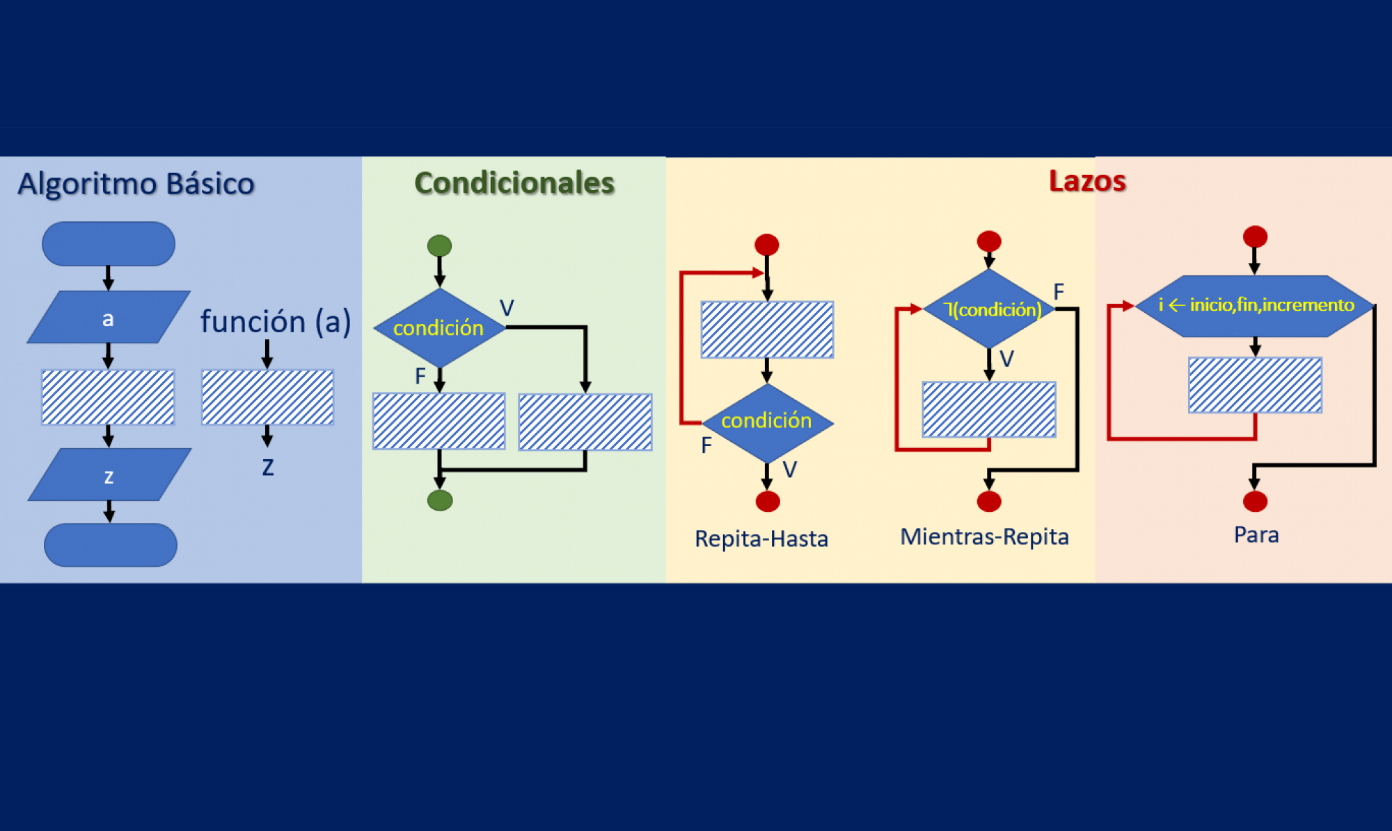 Algoritmo Básico
a
función (a)
z
z
Condicionales
condición
V
F
Lazos
condición
F
V
Repita-Hasta
ꓶ(condición)
F
V
Mientras-Repita
i ← inicio,fin,incremento
Para